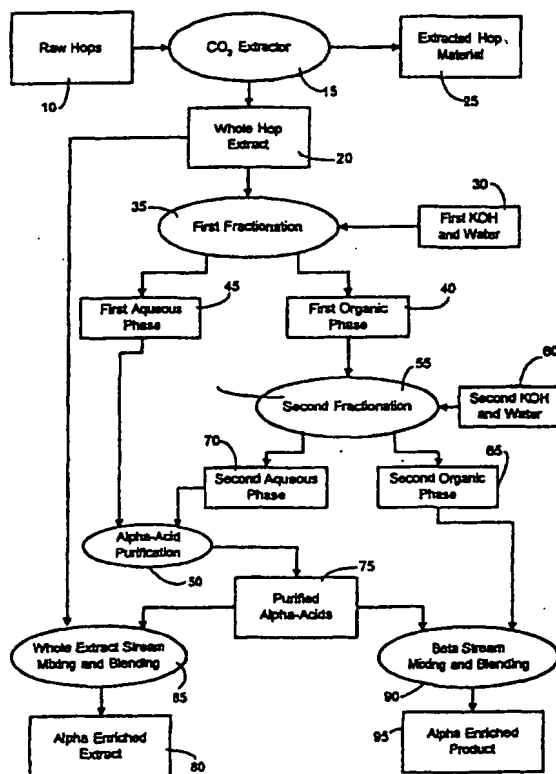 Raw Hops
10
CO2 Extractor
15
Extracted Hop
Material
25
Whole Hop
Extract
20
35
First Fractionation
30
First KOH
and Water
45
First Aqueous
Phase
40
First Organic
Phase
55
Second Fractionation
60
Second KOH
and Water
70
Second Aqueous
Phase
65
Second Organic
Phase
Alpha-Acid
Purification
50
75
Purified
Alpha-Acids
Whole Extract Stream
Mixing and Blending
85
Beta Stream
Mixing and Blending
90
Alpha Enriched
Extract
80
95
Alpha Enriched
Product